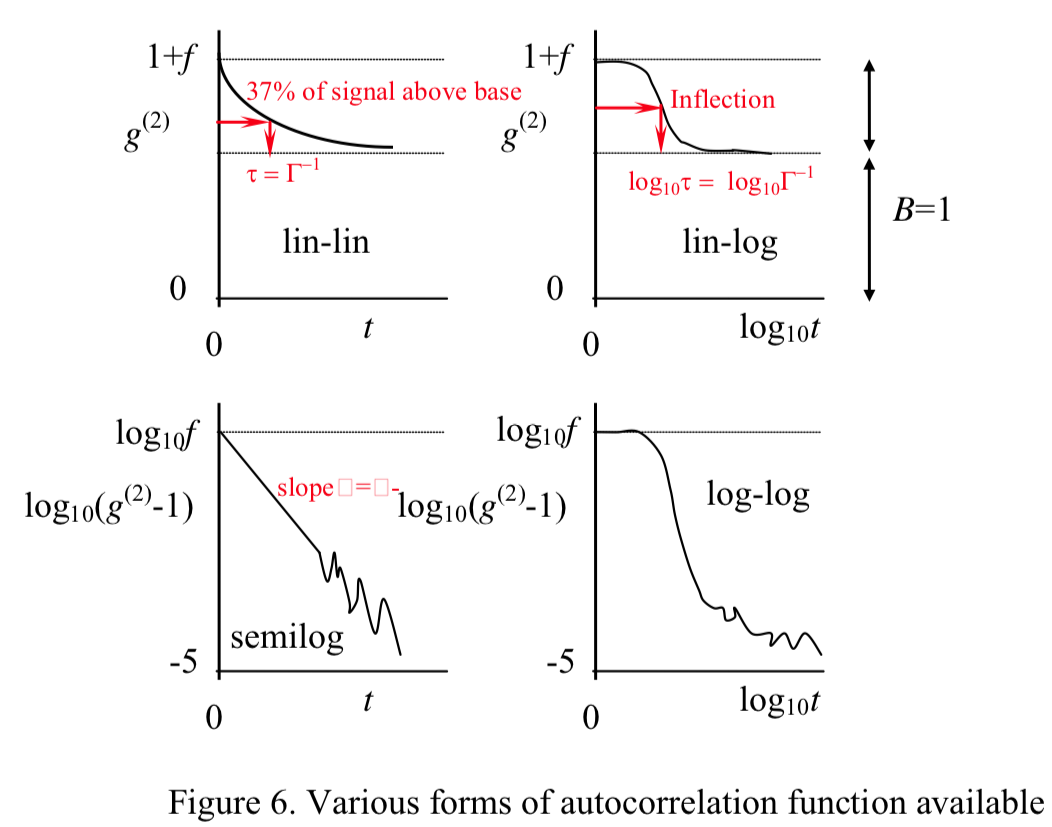 1+f
37% of signal above base
g(2)
τ = Γ−1
lin-lin
0
t
0
1+f
Inflection
g(2)
log10τ = log10Γ−1
lin-log
0
log10t
0
B=1
log10f
slope □=□-
log10(g(2)-1)
semilog
-5
t
0
log10f
log10(g(2)-1)
log-log
-5
log10t
0
Figure 6. Various forms of autocorrelation function available